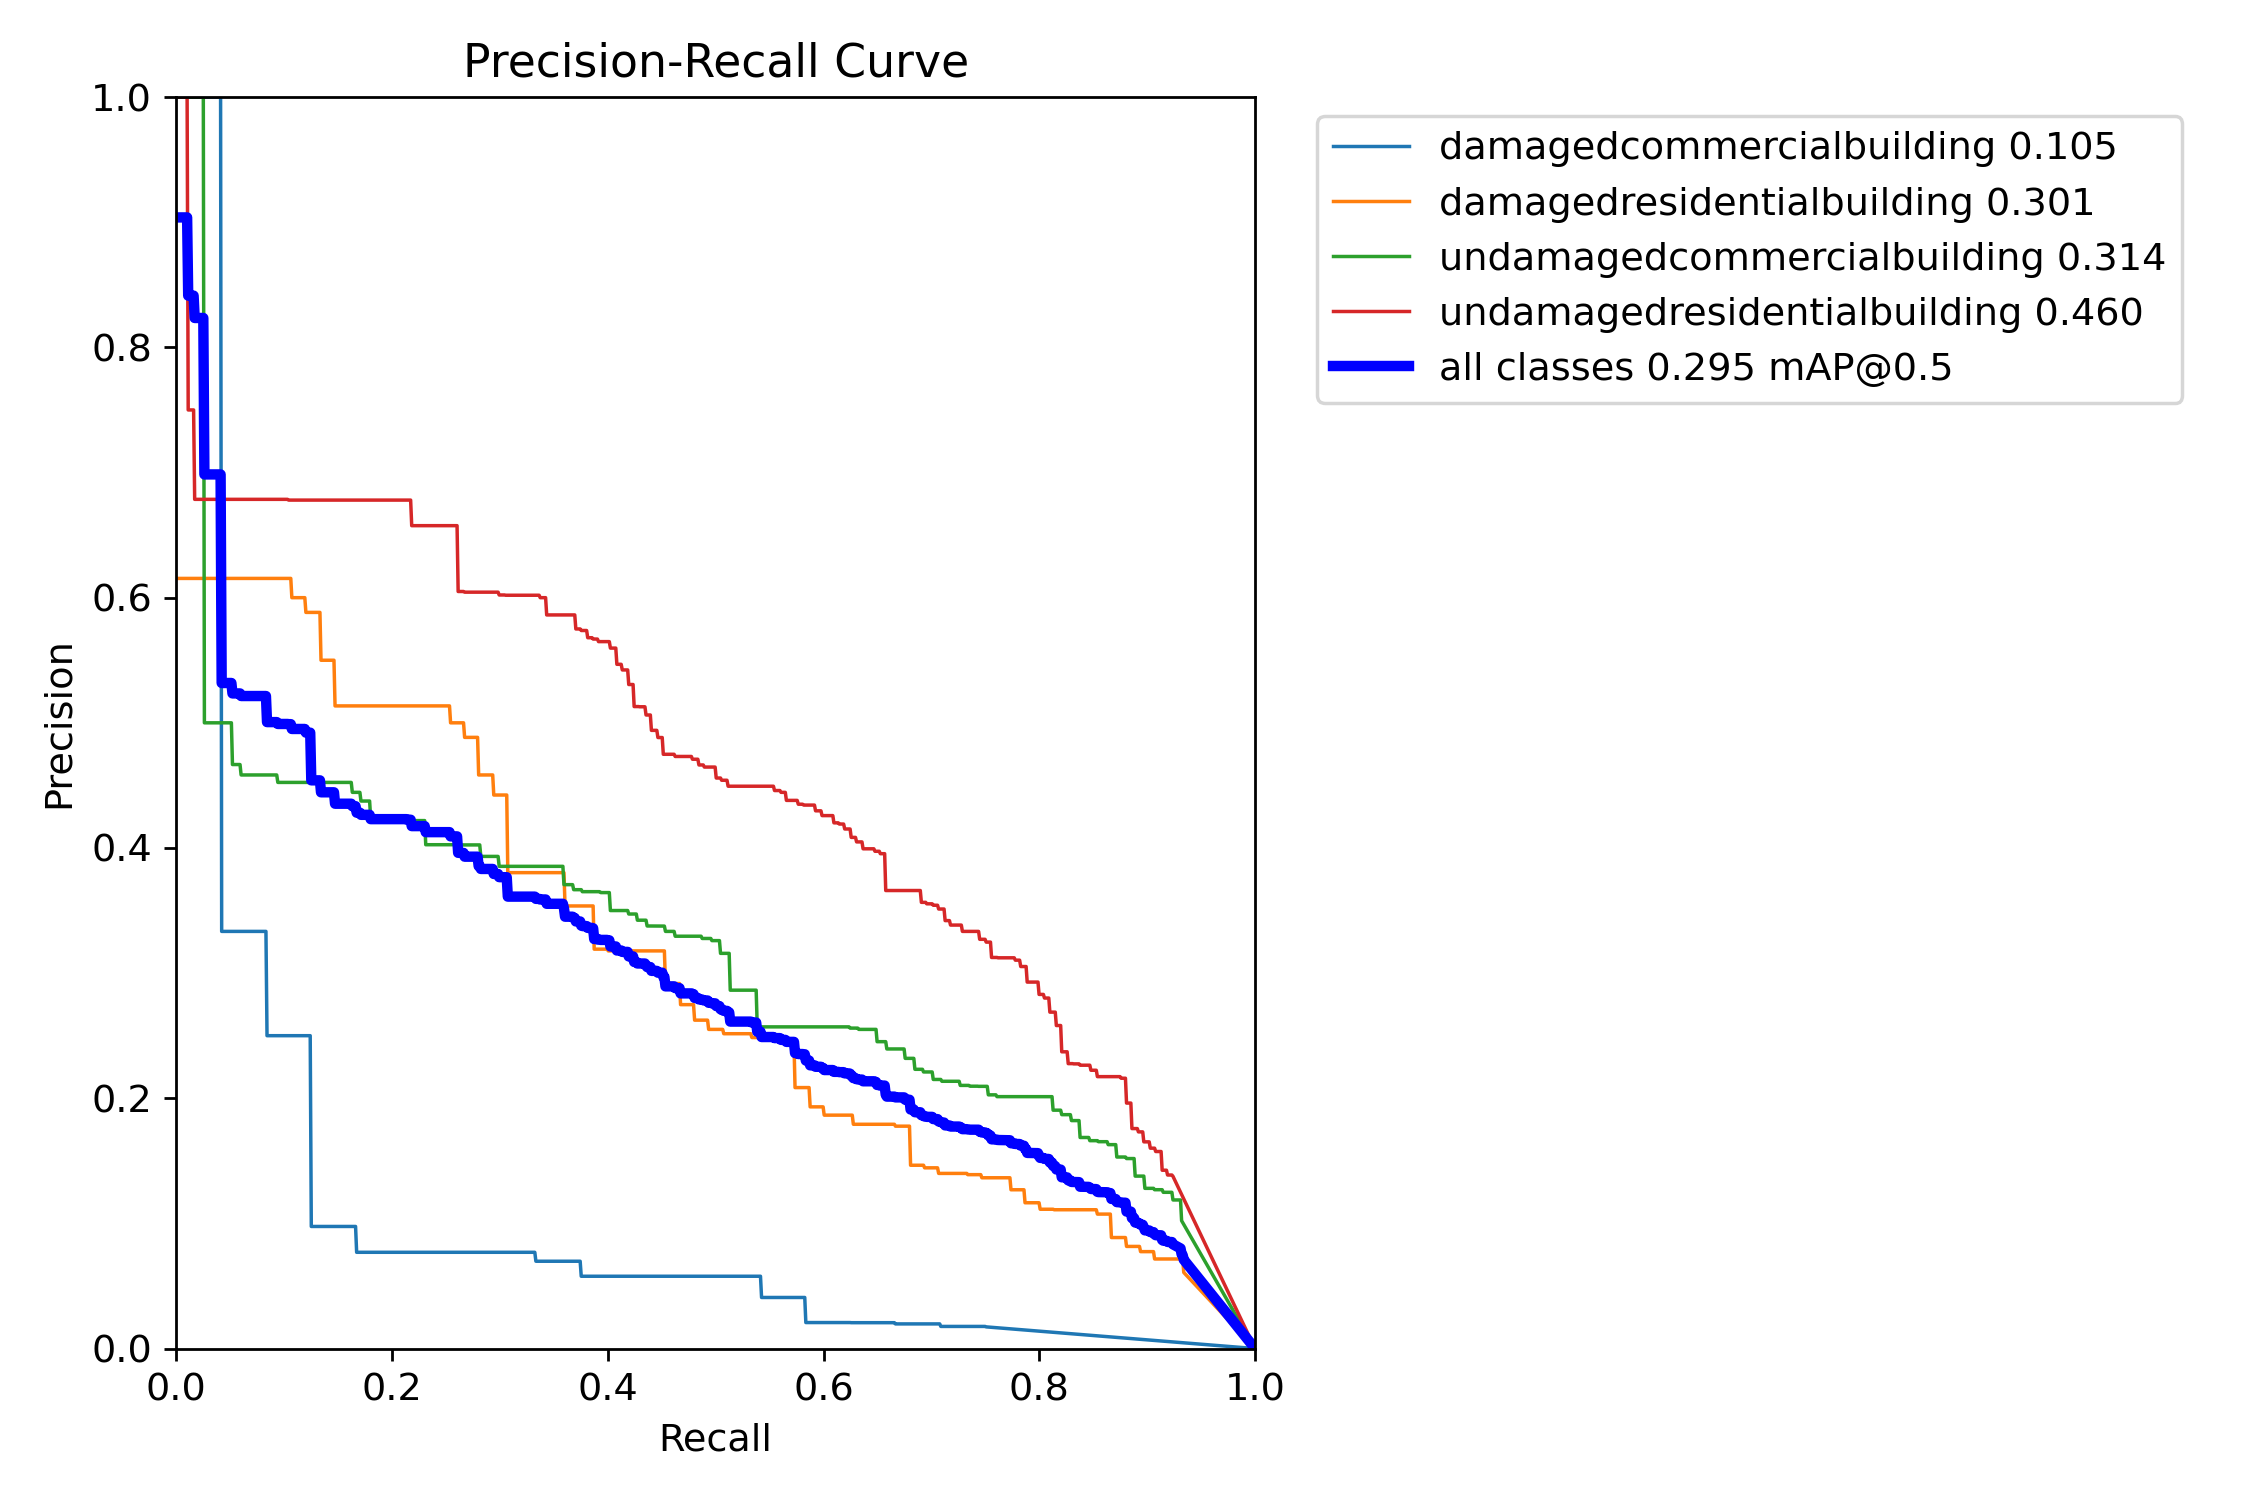 Precision-Recall Curve
1.0
0.8
0.6
0.4
0.2
0.0
Precision
0.0 0.2 0.4 0.6 0.8 1.0
Recall
damagedcommercialbuilding 0.105
damagedresidentialbuilding 0.301
undamagedcommercialbuilding 0.314
undamagedresidentialbuilding 0.460
all classes 0.295 mAP@0.5